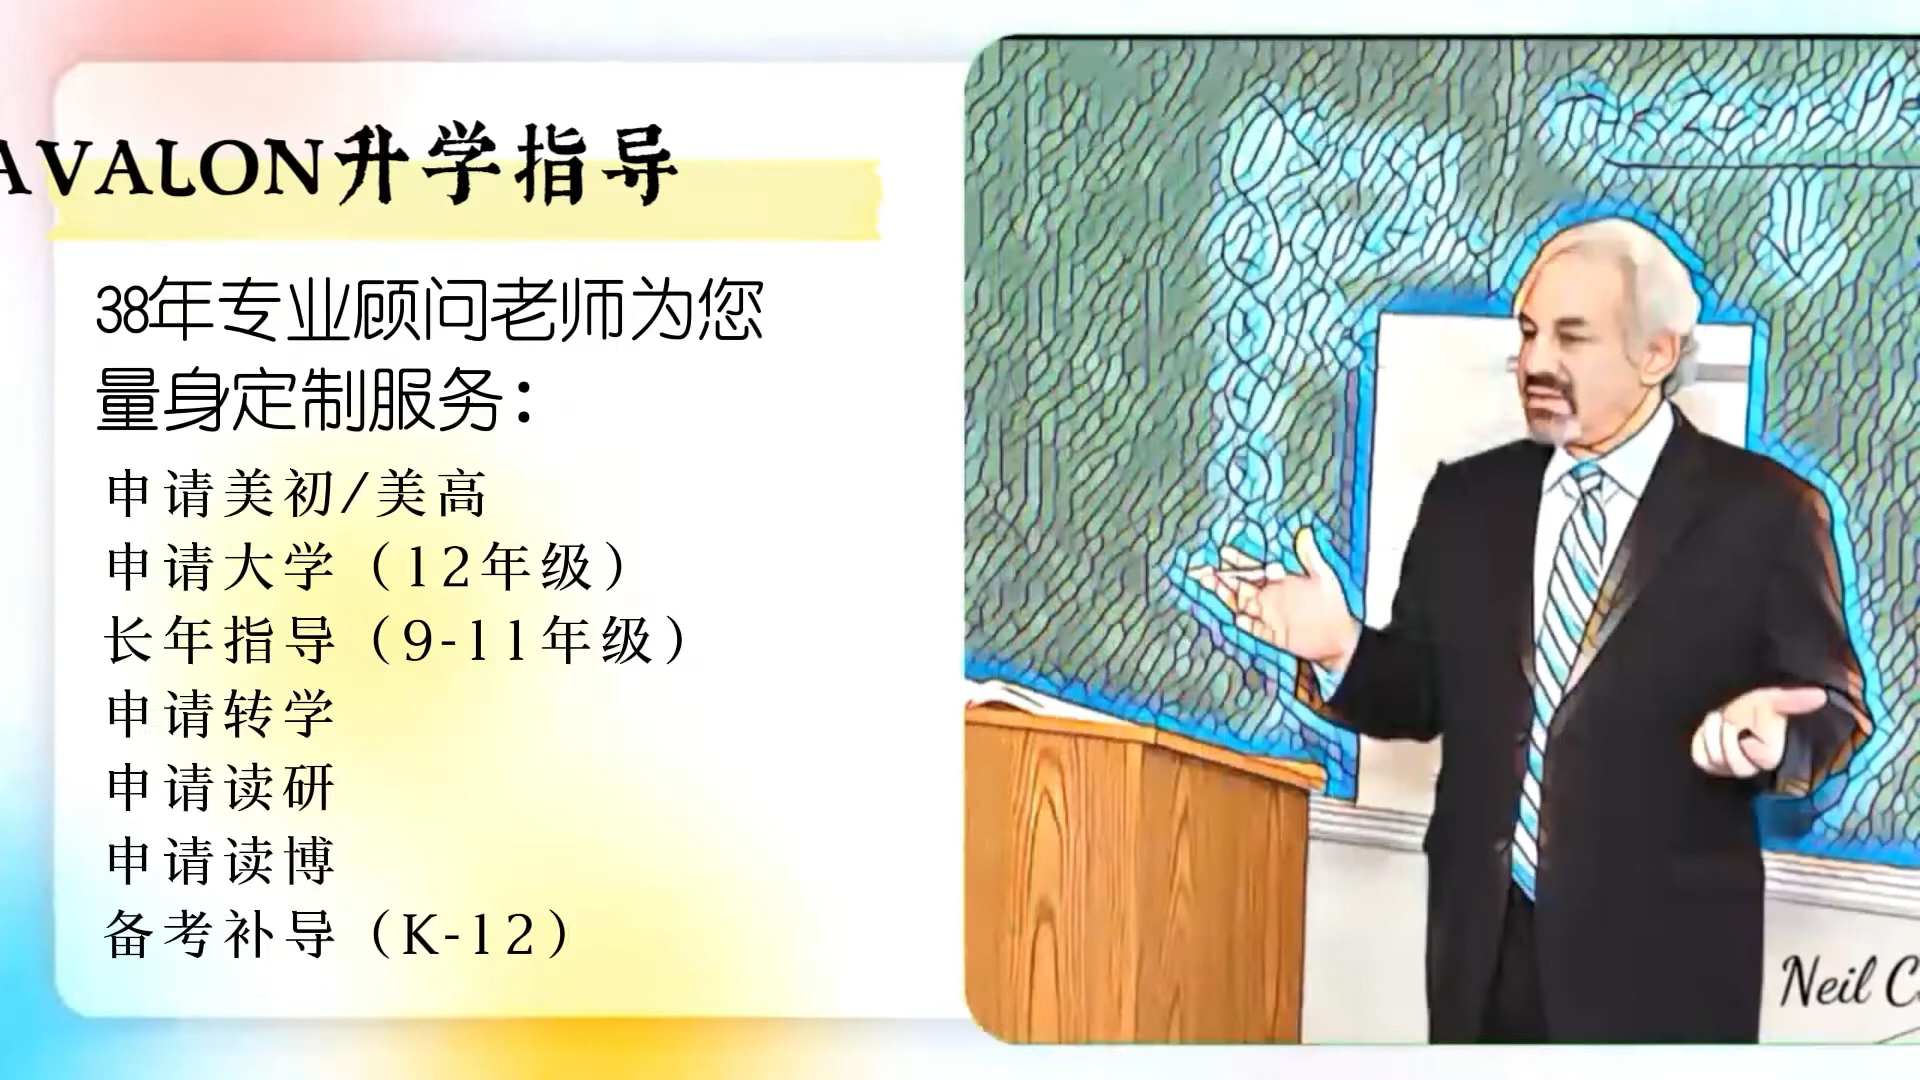 AVALON升学指导
38年专业顾问老师为您
量身定制服务：
申请美初/美高
申请大学（12年级）
长年指导（9-11年级）
申请转学
申请读研
申请读博
备考补导（K-12）
Neil